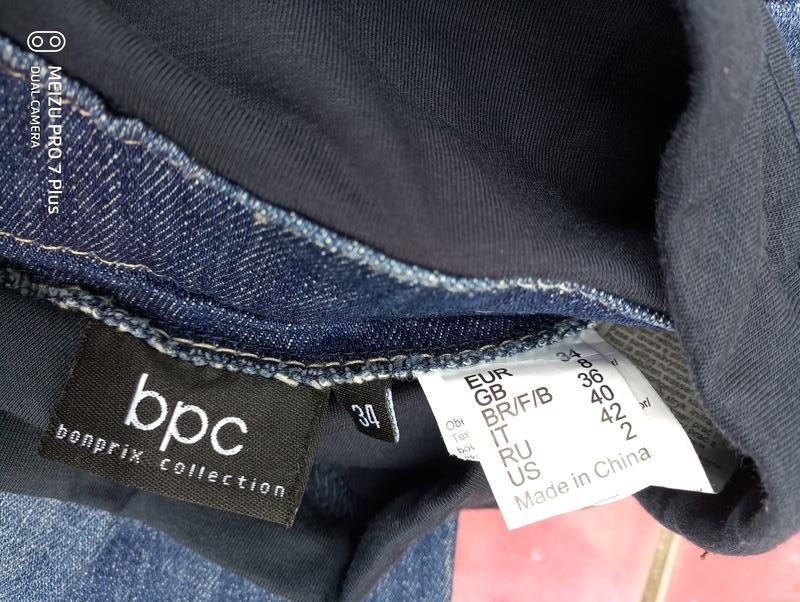 MEIZU PRO 7 Plus
DUAL CAMERA
bpc
bonprix collection
34
EUR 34
GB 8
BR/F/B 36
IT 40
RU 42
US 2
Made in China